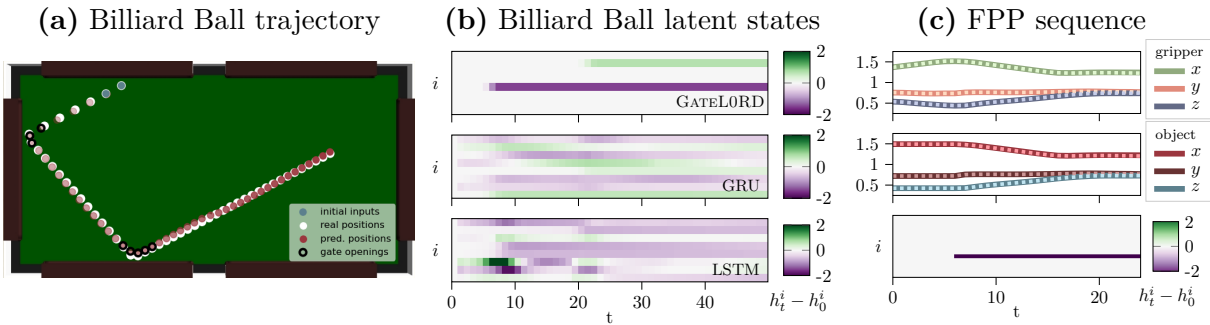 (a) Billiard Ball trajectory
initial inputs
real positions
pred. positions
gate openings
(b) Billiard Ball latent states
i
GATEL0RD
2
0
-2
i
GRU
2
0
-2
i
LSTM
2
0
-2
0 10 20 30 40
t
h_t^i − h_0^i
(c) FPP sequence
1.5
1
0.5
gripper
x
y
z
1.5
1
0.5
object
x
y
z
i
2
0
-2
0 10 20
t
h_t^i − h_0^i